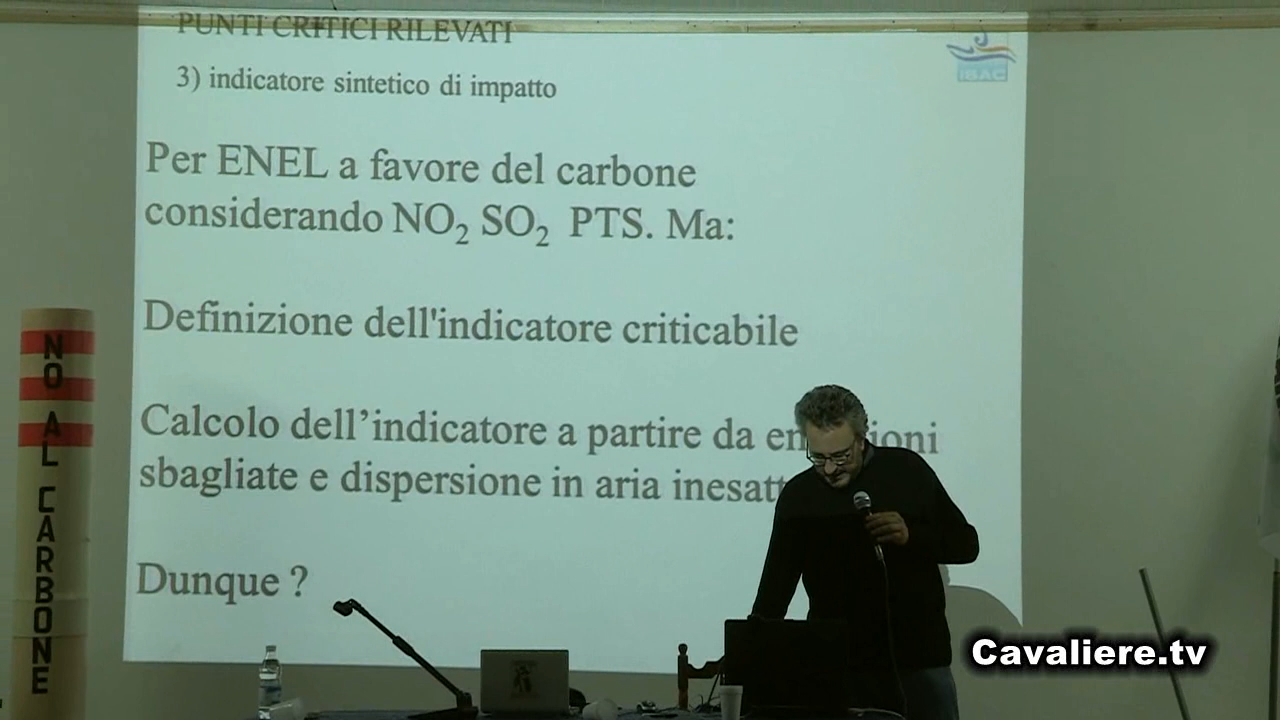 PUNTI CRITICI RILEVATI
3) indicatore sintetico di impatto
ISAC
Per ENEL a favore del carbone
considerando NO₂ SO₂ PTS. Ma:
Definizione dell'indicatore criticabile
Calcolo dell’indicatore a partire da
sbagliate e dispersione in aria
Dunque ?
NO AL CARBONE
Cavaliere.tv